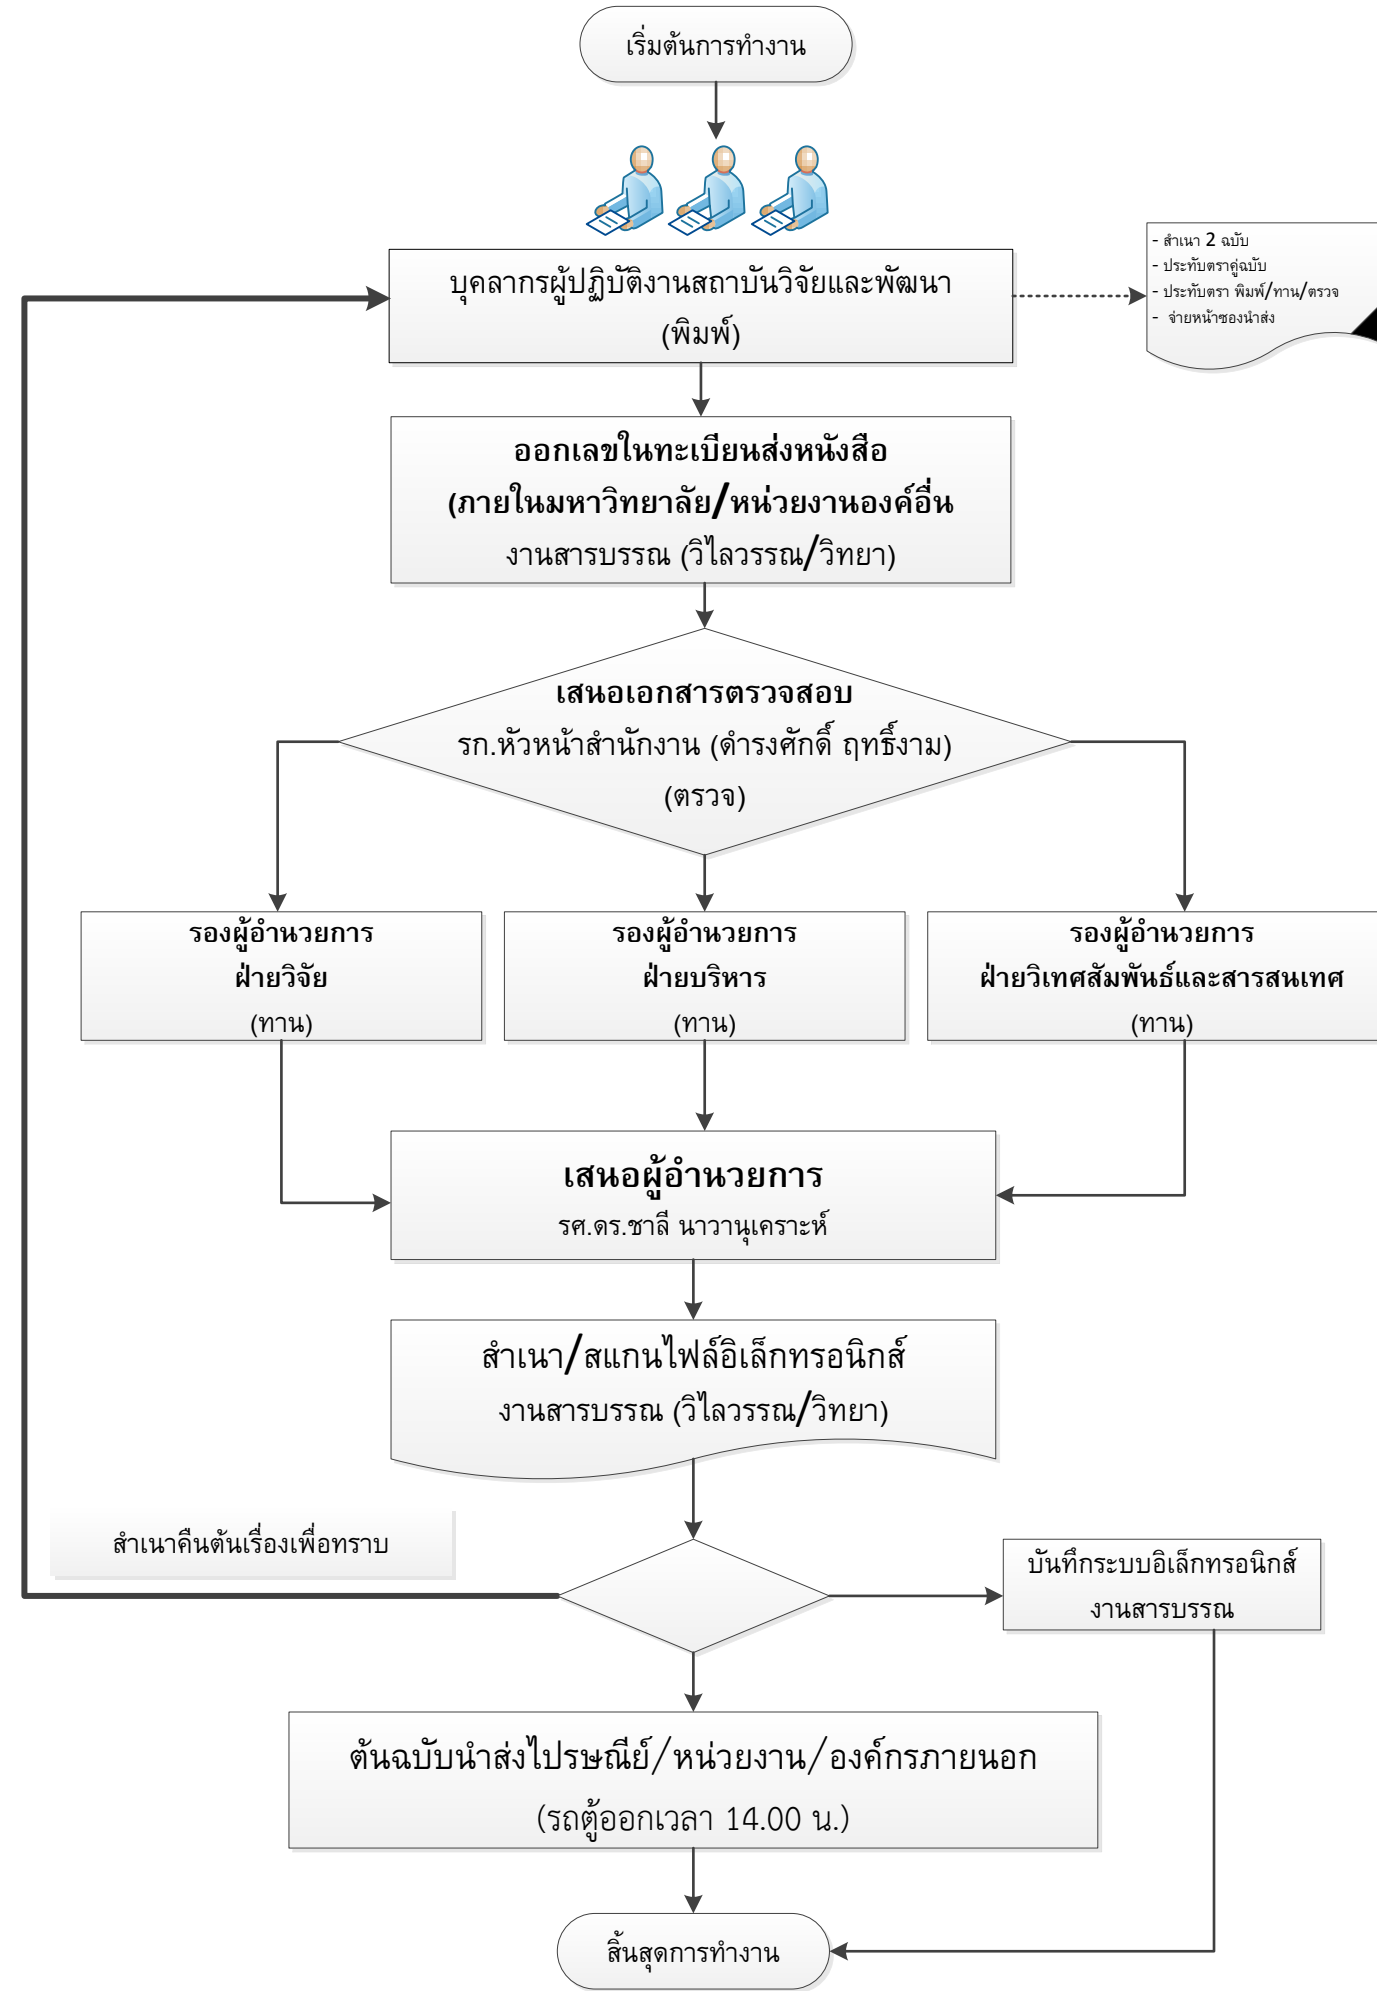 เริ่มต้นการทำงาน
บุคลากรผู้ปฏิบัติงานสถาบันวิจัยและพัฒนา
(พิมพ์)
- สำเนา 2 ฉบับ
- ประทับตราคู่ฉบับ
- ประทับตรา พิมพ์/ทาน/ตรวจ
- จ่ายหน้าซองนำส่ง
ออกเลขในทะเบียนส่งหนังสือ
(ภายในมหาวิทยาลัย/หน่วยงานองค์อื่น
งานสารบรรณ (วิไลวรรณ/วิทยา)
เสนอเอกสารตรวจสอบ
รก.หัวหน้าสำนักงาน (ดำรงศักดิ์ ฤทธิ์งาม)
(ตรวจ)
รองผู้อำนวยการ
ฝ่ายวิจัย
(ทาน)
รองผู้อำนวยการ
ฝ่ายบริหาร
(ทาน)
รองผู้อำนวยการ
ฝ่ายวิเทศสัมพันธ์และสารสนเทศ
(ทาน)
เสนอผู้อำนวยการ
รศ.ดร.ชาลี นาวานุเคราะห์
สำเนา/สแกนไฟล์อิเล็กทรอนิกส์
งานสารบรรณ (วิไลวรรณ/วิทยา)
สำเนาคืนต้นเรื่องเพื่อทราบ
บันทึกระบบอิเล็กทรอนิกส์
งานสารบรรณ
ต้นฉบับนำส่งไปรษณีย์/หน่วยงาน/องค์กรภายนอก
(รถตู้ออกเวลา 14.00 น.)
สิ้นสุดการทำงาน